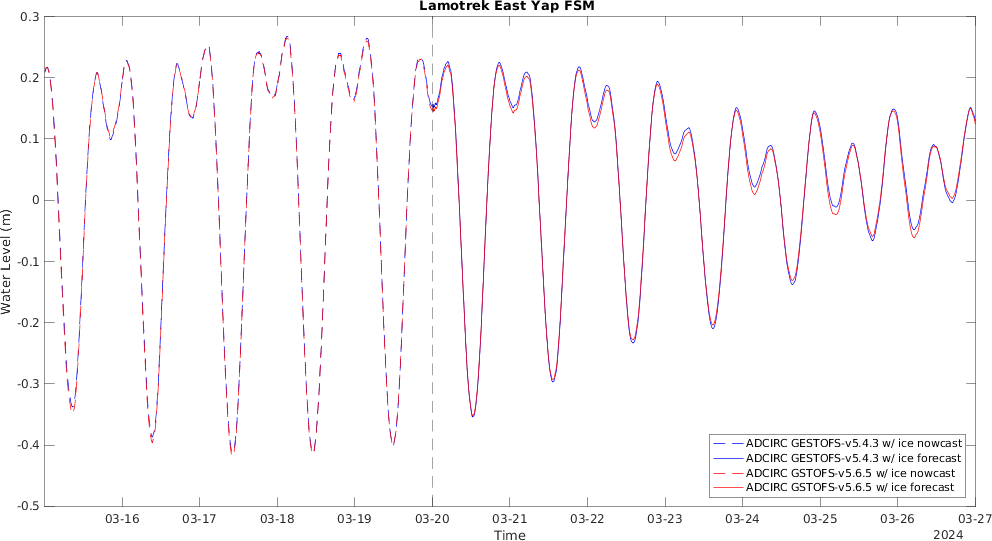 Lamotrek East Yap FSM
0.3
0.2
0.1
0
-0.1
-0.2
-0.3
-0.4
-0.5
Water Level (m)
ADCIRC GESTOFS-v5.4.3 w/ ice nowcast
ADCIRC GESTOFS-v5.4.3 w/ ice forecast
ADCIRC GSTOFS-v5.6.5 w/ ice nowcast
ADCIRC GSTOFS-v5.6.5 w/ ice forecast
03-16 03-17 03-18 03-19 03-20 03-21 03-22 03-23 03-24 03-25 03-26 03-27
Time
2024